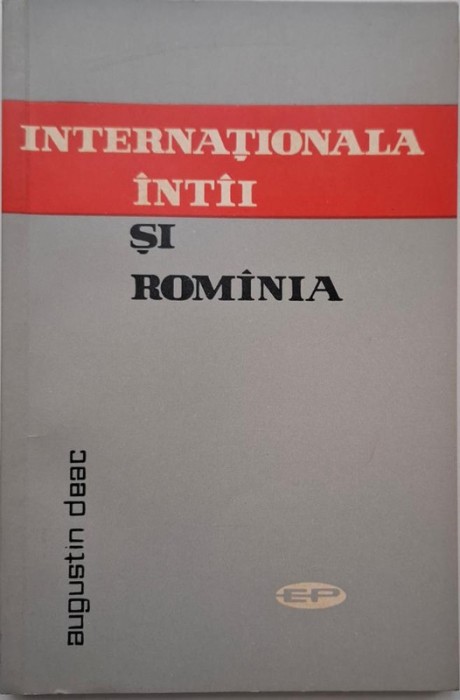 INTERNAȚIONALA
ÎNTÎI
ȘI
ROMÎNIA
augustin deac
EP